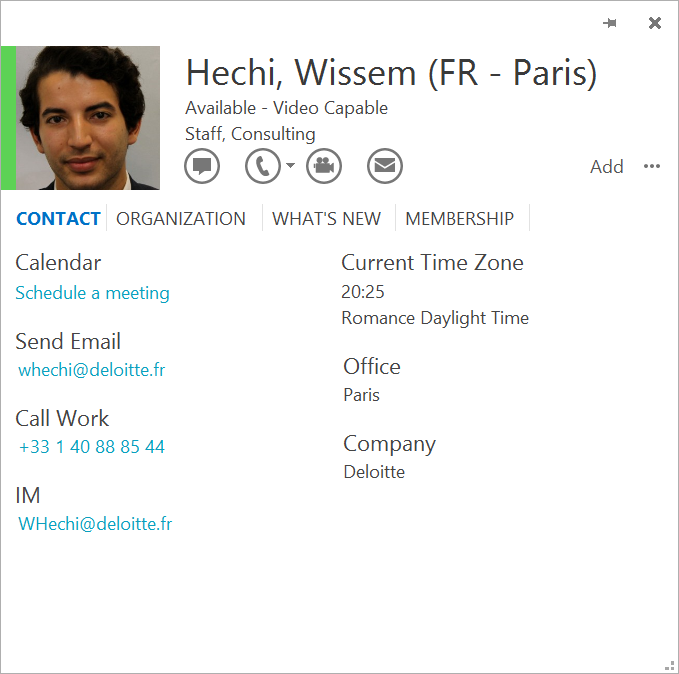 Hechi, Wissem (FR - Paris)
Available - Video Capable
Staff, Consulting
Add
CONTACT ORGANIZATION WHAT'S NEW MEMBERSHIP
Calendar
Schedule a meeting
Send Email
whechi@deloitte.fr
Call Work
+33 1 40 88 85 44
IM
WHechi@deloitte.fr
Current Time Zone
20:25
Romance Daylight Time
Office
Paris
Company
Deloitte